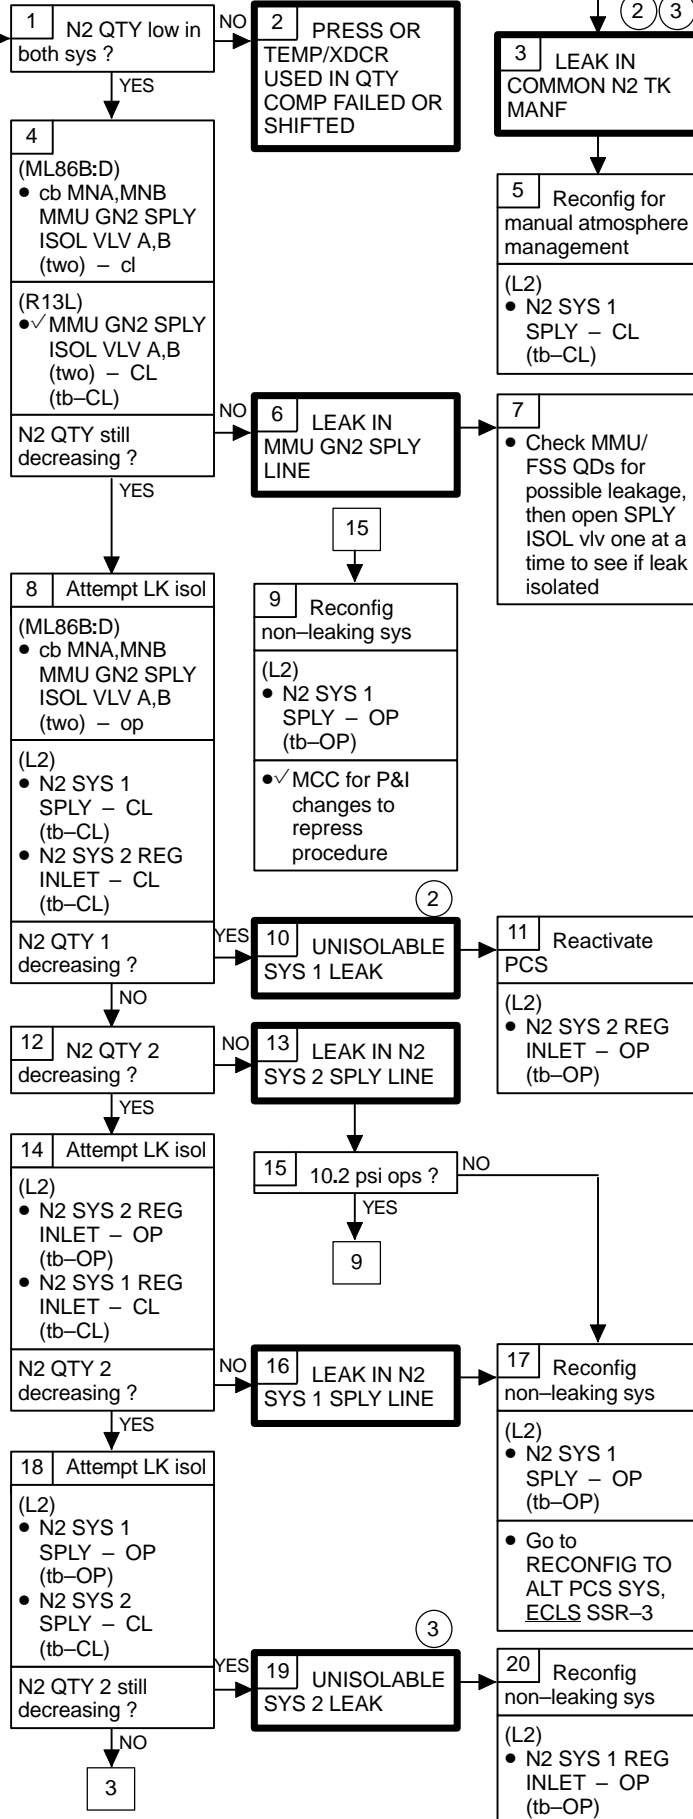 1 N2 QTY low in
both sys ?
NO
YES
2 PRESS OR
TEMP/XDCR
USED IN QTY
COMP FAILED OR
SHIFTED
2 3
3 LEAK IN
COMMON N2 TK
MANF
4
(ML86B:D)
• cb MNA,MNB
MMU GN2 SPLY
ISOL VLV A,B
(two) – cl
(R13L)
•√MMU GN2 SPLY
ISOL VLV A,B
(two) – CL
(tb–CL)
N2 QTY still
decreasing ?
NO
YES
5 Reconfig for
manual atmosphere
management
(L2)
• N2 SYS 1
SPLY – CL
(tb–CL)
6 LEAK IN
MMU GN2 SPLY
LINE
7
• Check MMU/
FSS QDs for
possible leakage,
then open SPLY
ISOL vlv one at a
time to see if leak
isolated
8 Attempt LK isol
(ML86B:D)
• cb MNA,MNB
MMU GN2 SPLY
ISOL VLV A,B
(two) – op
(L2)
• N2 SYS 1
SPLY – CL
(tb–CL)
• N2 SYS 2 REG
INLET – CL
(tb–CL)
N2 QTY 1
decreasing ?
YES
NO
15
9 Reconfig
non–leaking sys
(L2)
• N2 SYS 1
SPLY – OP
(tb–OP)
•√MCC for P&I
changes to
repress
procedure
2
10 UNISOLABLE
SYS 1 LEAK
11 Reactivate
PCS
(L2)
• N2 SYS 2 REG
INLET – OP
(tb–OP)
12 N2 QTY 2
decreasing ?
NO
YES
13 LEAK IN N2
SYS 2 SPLY LINE
14 Attempt LK isol
(L2)
• N2 SYS 2 REG
INLET – OP
(tb–OP)
• N2 SYS 1 REG
INLET – CL
(tb–CL)
N2 QTY 2
decreasing ?
NO
YES
15 10.2 psi ops ?
NO
YES
9
16 LEAK IN N2
SYS 1 SPLY LINE
17 Reconfig
non–leaking sys
(L2)
• N2 SYS 1
SPLY – OP
(tb–OP)
• Go to
RECONFIG TO
ALT PCS SYS,
ECLS SSR–3
18 Attempt LK isol
(L2)
• N2 SYS 1
SPLY – OP
(tb–OP)
• N2 SYS 2
SPLY – CL
(tb–CL)
N2 QTY 2 still
decreasing ?
YES
NO
3
3
19 UNISOLABLE
SYS 2 LEAK
20 Reconfig
non–leaking sys
(L2)
• N2 SYS 1 REG
INLET – OP
(tb–OP)